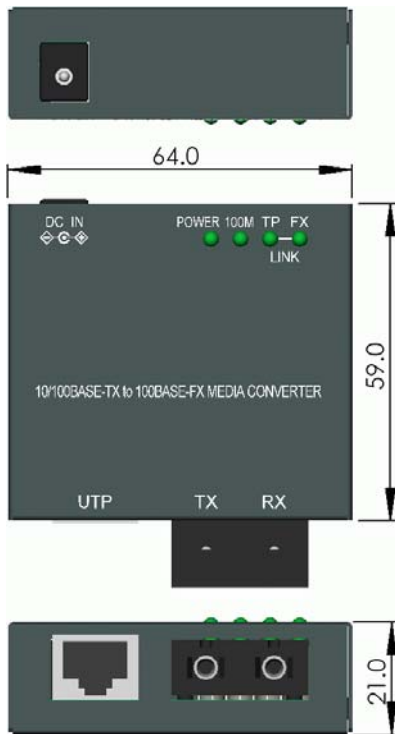 64.0
DC IN
POWER 100M TP FX
LINK
59.0
10/100BASE-TX to 100BASE-FX MEDIA CONVERTER
UTP TX RX
21.0